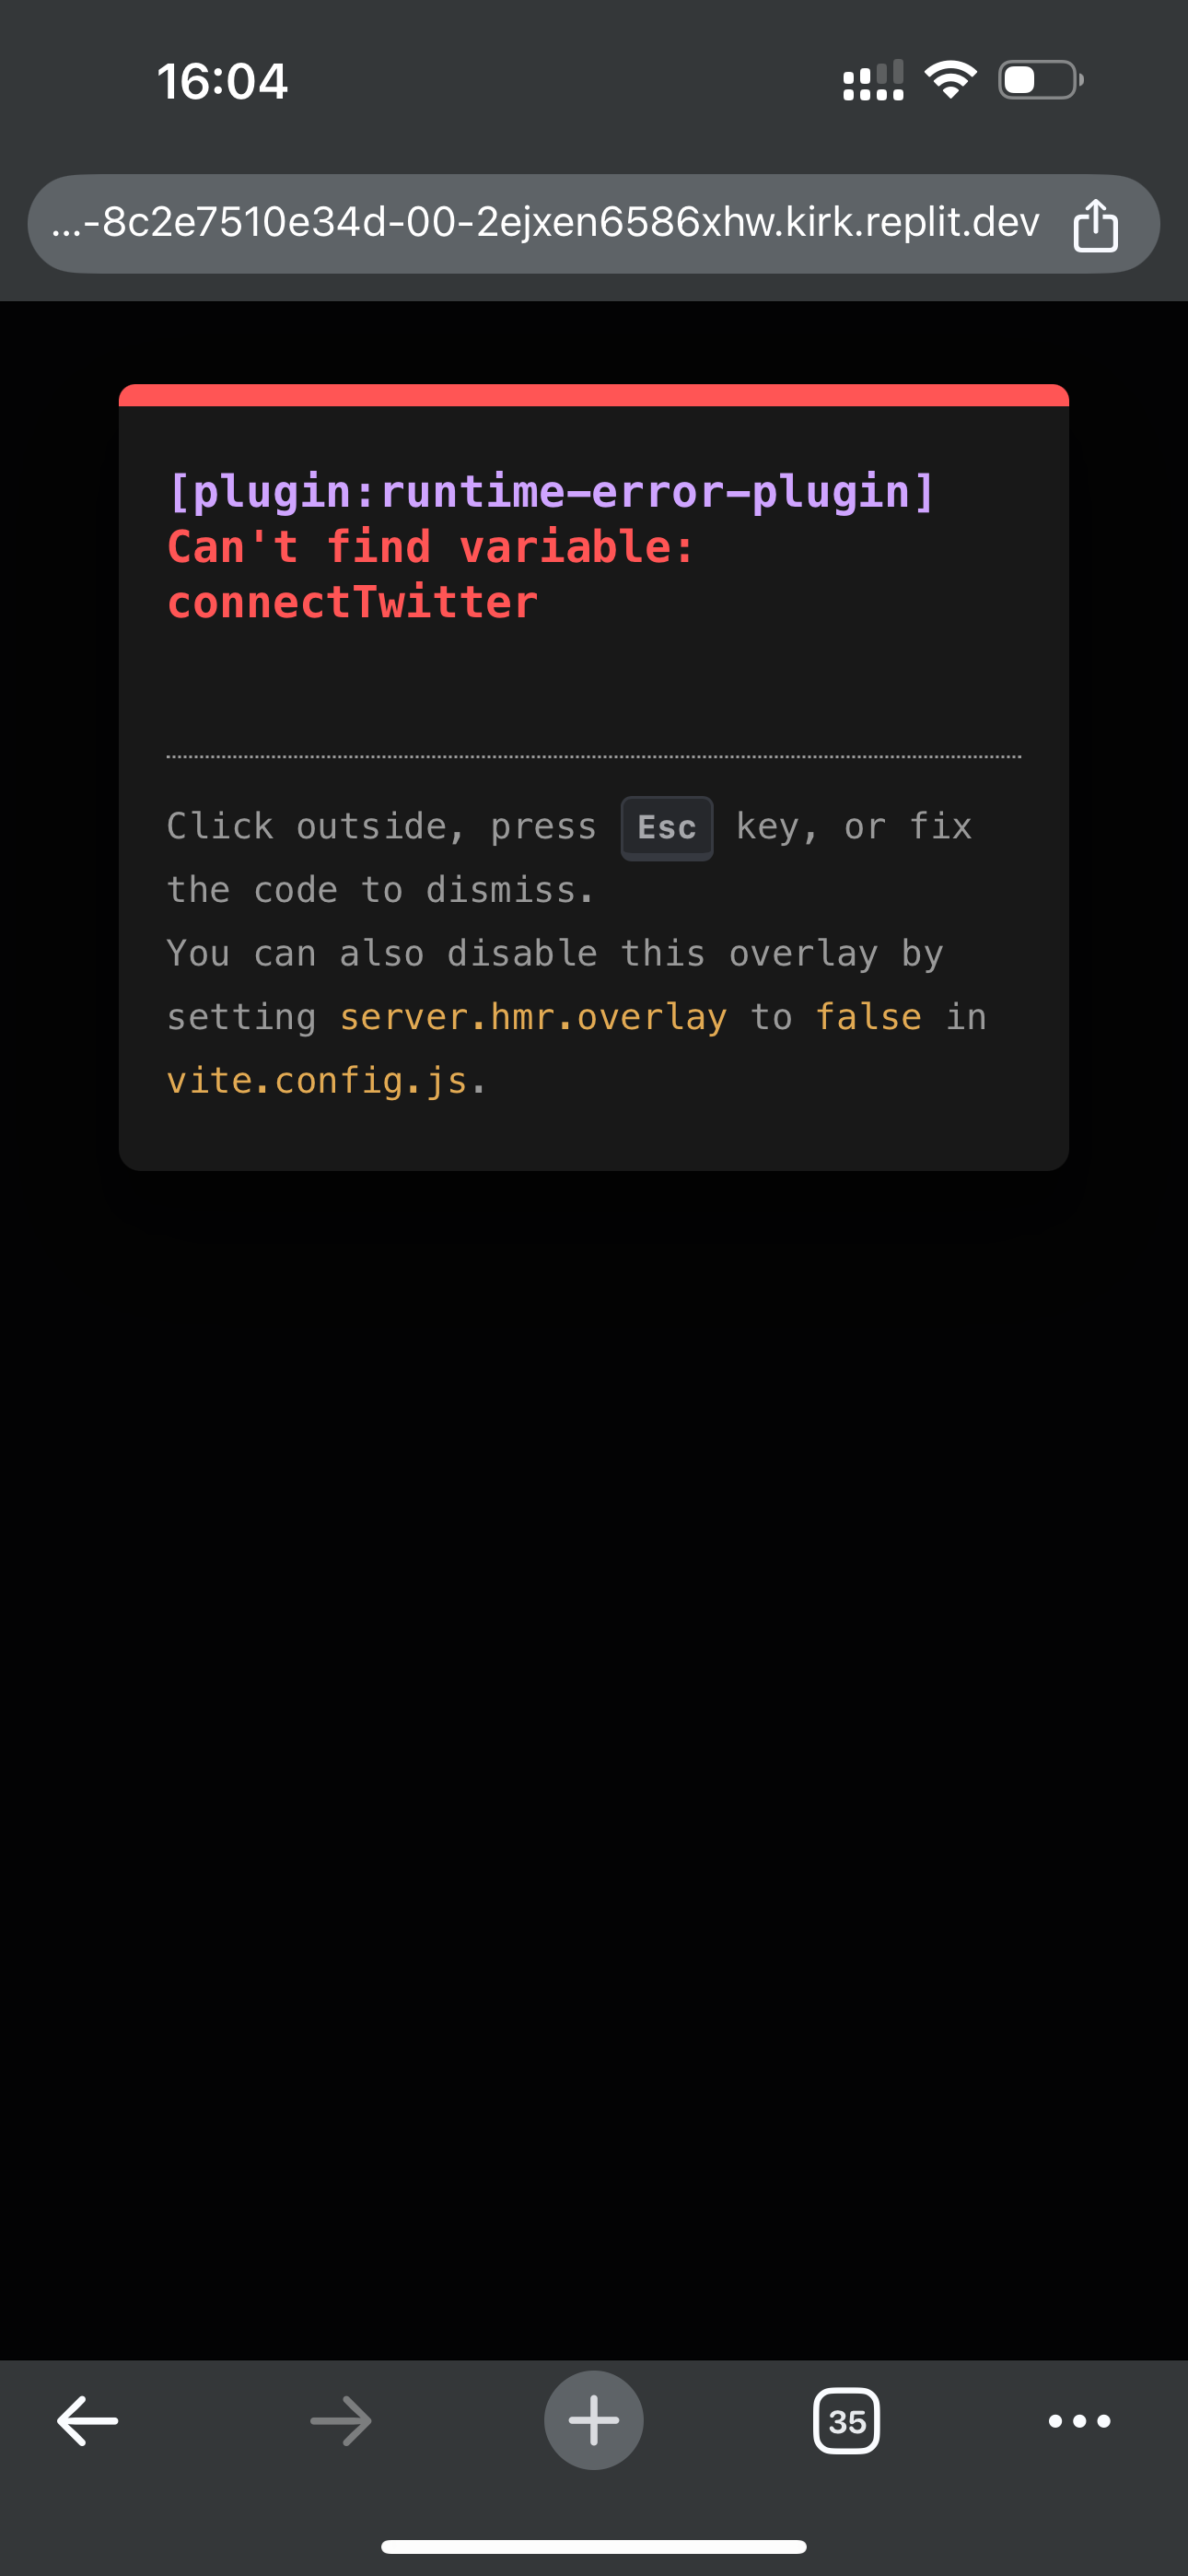 16:04
...-8c2e7510e34d-00-2ejxen6586xhw.kirk.replit.dev
[plugin:runtime-error-plugin]
Can't find variable:
connectTwitter
Click outside, press Esc key, or fix
the code to dismiss.
You can also disable this overlay by
setting server.hmr.overlay to false in
vite.config.js.
35